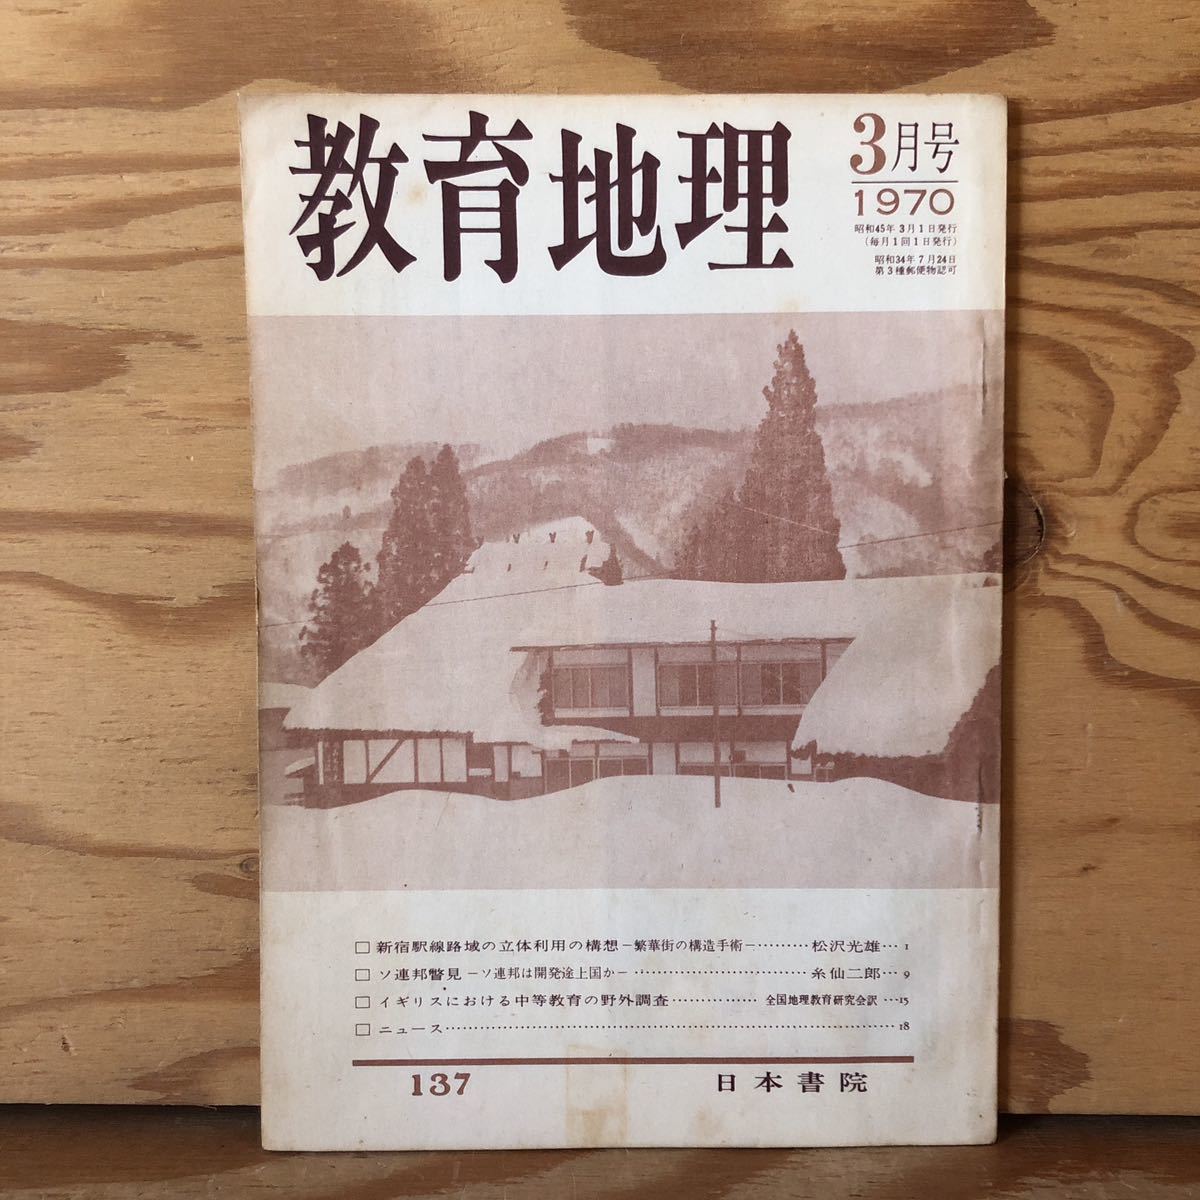 教育地理
3月号
1970
昭和45年3月1日発行
(毎月1回1日発行)
昭和34年7月24日
第3種郵便物認可
□ 新宿駅線路域の立体利用の構想－繁華街の構造手術－………松沢光雄…1
□ ソ連邦瞥見－ソ連邦は開発途上国か－…………………………糸仙二郎…9
□ イギリスにおける中等教育の野外調査……………全国地理教育研究会訳…15
□ ニュース……………………………………………………………………18
137
日本書院